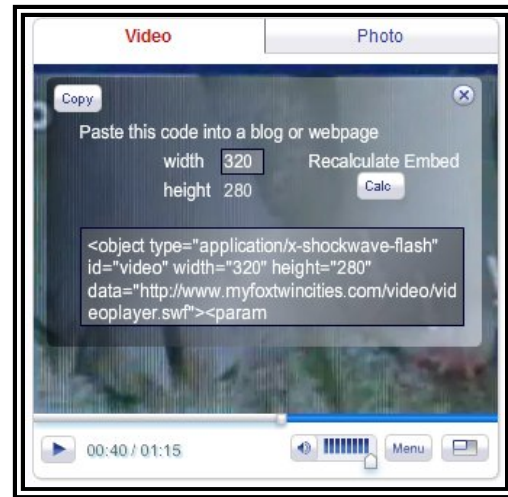 Video Photo
Copy
Paste this code into a blog or webpage
width 320 Recalculate Embed
height 280 Calc
<object type="application/x-shockwave-flash"
id="video" width="320" height="280"
data="http://www.myfoxtwincities.com/video/vid
eoplayer.swf"><param
00:40 / 01:15 Menu